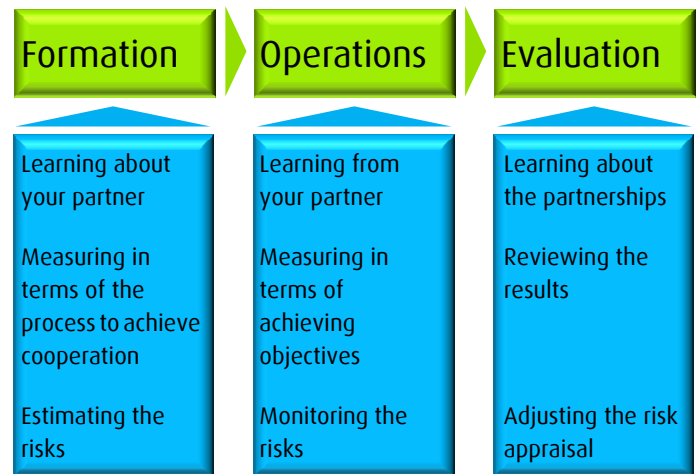 Formation
Operations
Evaluation
Learning about
your partner
Measuring in
terms of the
process to achieve
cooperation
Estimating the
risks
Learning from
your partner
Measuring in
terms of
achieving
objectives
Monitoring the
risks
Learning about
the partnerships
Reviewing the
results
Adjusting the risk
appraisal